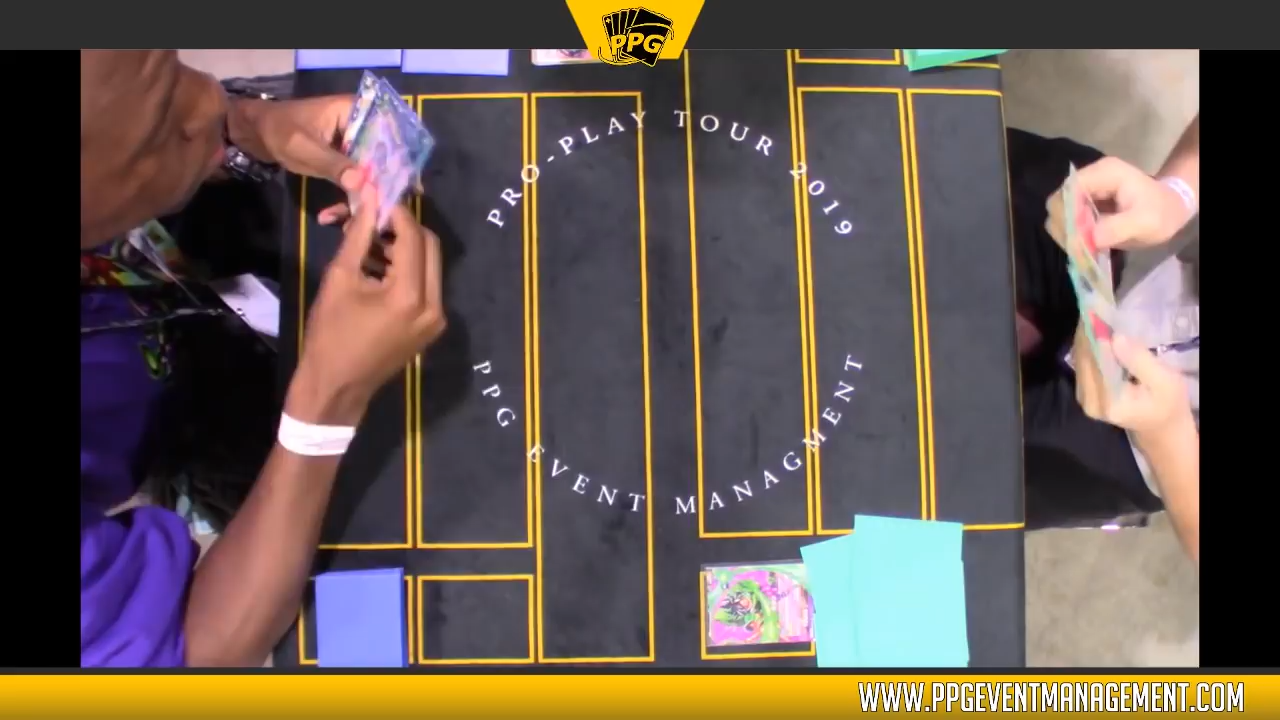 PPG
PRO-PLAY TOUR 2019
PPG EVENT MANAGMENT
WWW.PPGEVENTMANAGEMENT.COM